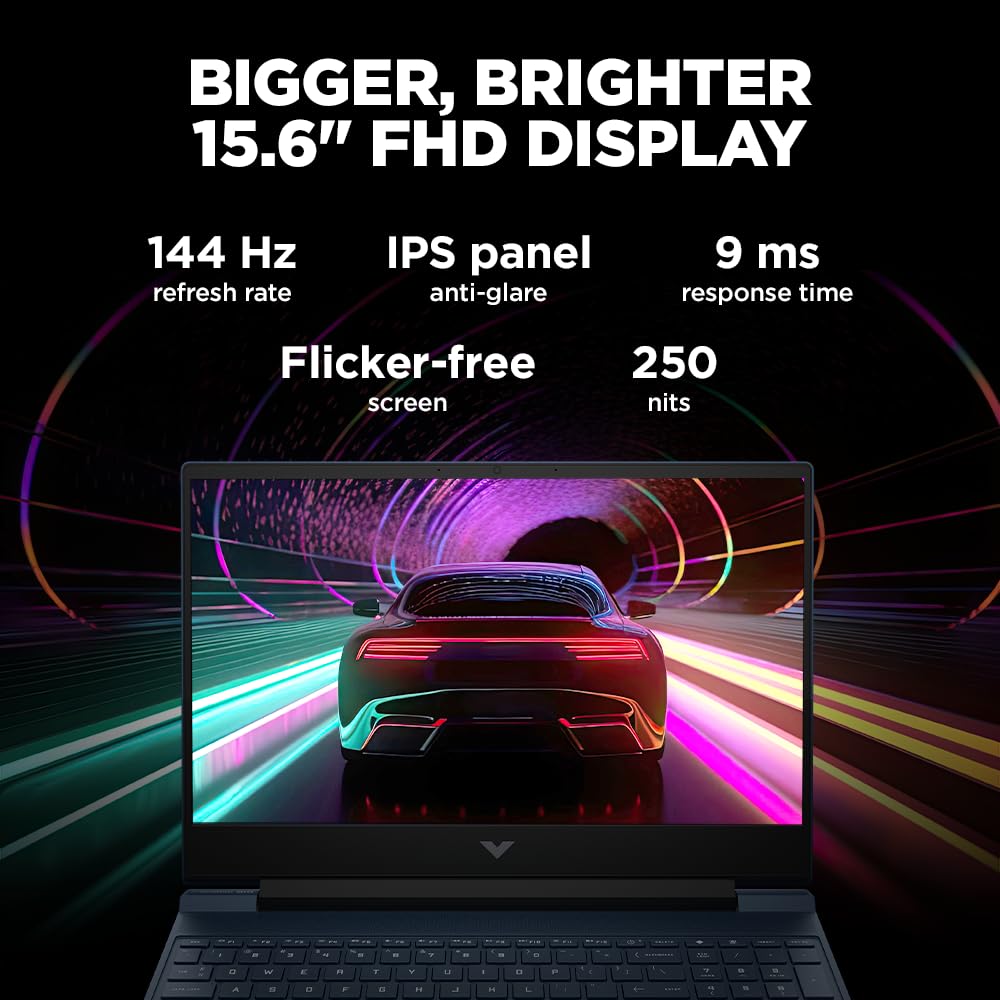 BIGGER, BRIGHTER
15.6" FHD DISPLAY
144 Hz
refresh rate
IPS panel
anti-glare
9 ms
response time
Flicker-free
screen
250
nits
Q W E R T Y U I O P
A S D F G H J K L